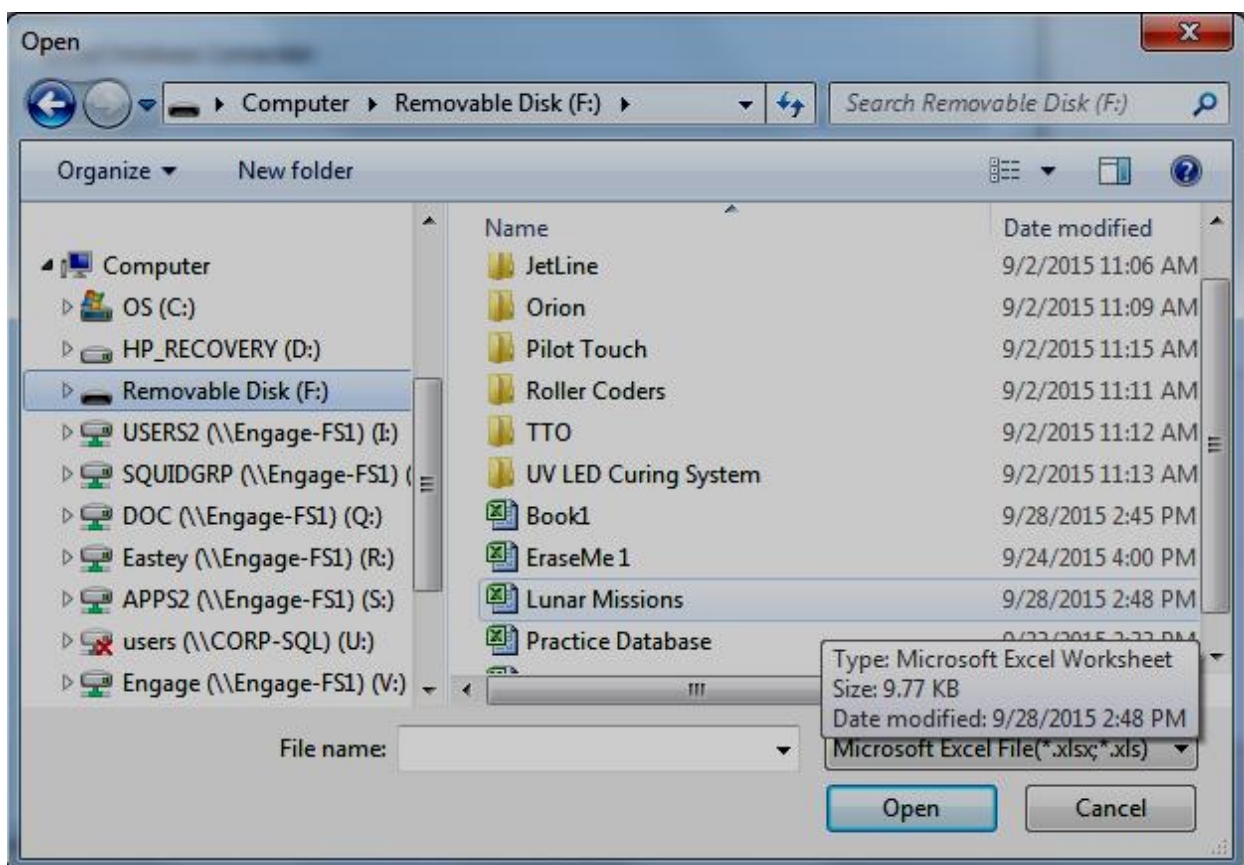 Open
Computer Removable Disk (F:) Search Removable Disk (F:)
Organize New folder
Name Date modified
Computer
OS (C:)
HP_RECOVERY (D:)
Removable Disk (F:)
USERS2 (\\Engage-FS1) (I:)
SQUIDGRP (\\Engage-FS1) (
DOC (\\Engage-FS1) (Q:)
Eastey (\\Engage-FS1) (R:)
APPS2 (\\Engage-FS1) (S:)
users (\\CORP-SQL) (U:)
Engage (\\Engage-FS1) (V:)
JetLine 9/2/2015 11:06 AM
Orion 9/2/2015 11:09 AM
Pilot Touch 9/2/2015 11:15 AM
Roller Coders 9/2/2015 11:11 AM
TTO 9/2/2015 11:12 AM
UV LED Curing System 9/2/2015 11:13 AM
Book1 9/28/2015 2:45 PM
EraseMe 1 9/24/2015 4:00 PM
Lunar Missions 9/28/2015 2:48 PM
Practice Database
Type: Microsoft Excel Worksheet
Size: 9.77 KB
Date modified: 9/28/2015 2:48 PM
File name: Microsoft Excel File(*.xlsx;*.xls)
Open Cancel